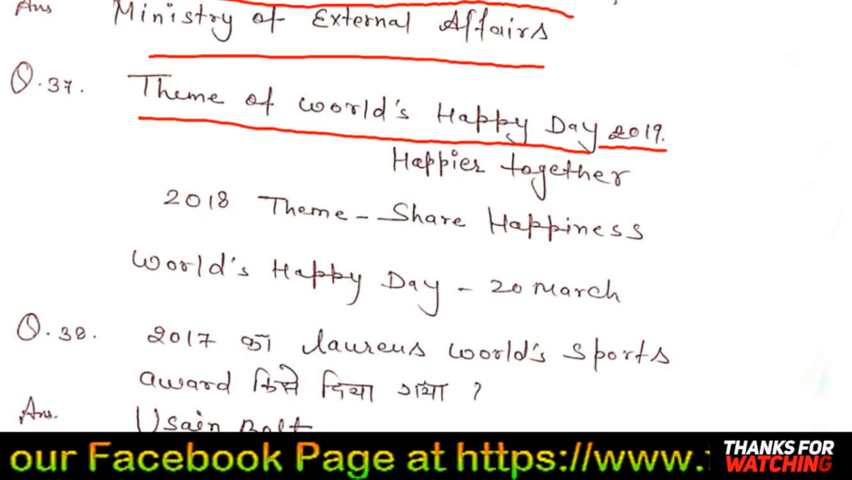 Ans Ministry of External Affairs
Q.37. Theme of World's Happy Day 2019.
Happier together
2018 Theme - Share Happiness
World's Happy Day - 20 March
Q.38. 2017 का laureus World's Sports
award किसे दिया गया ?
Ans. Usain Bolt
our Facebook Page at https://www.
THANKS FOR
WATCHING